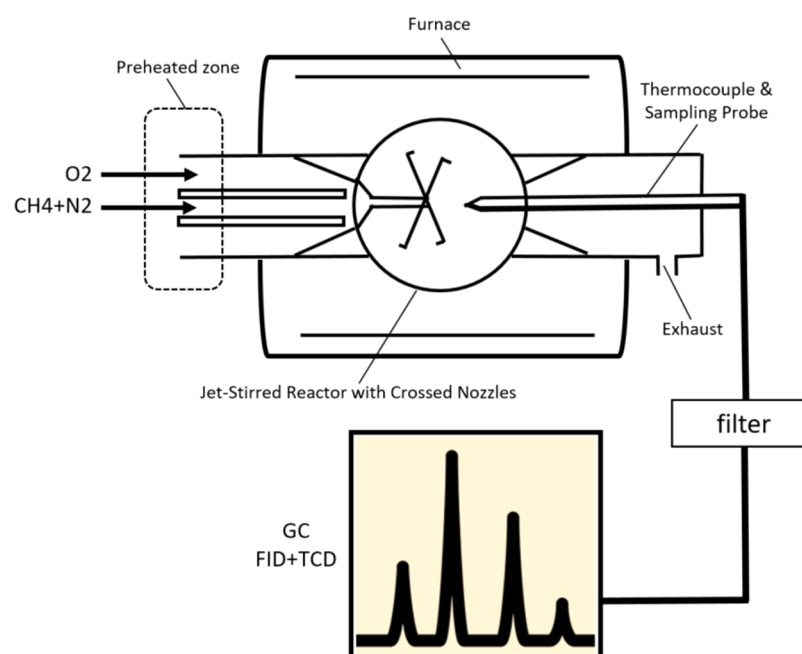 Furnace
Preheated zone
Thermocouple &
Sampling Probe
O2
CH4+N2
Exhaust
Jet-Stirred Reactor with Crossed Nozzles
filter
GC
FID+TCD